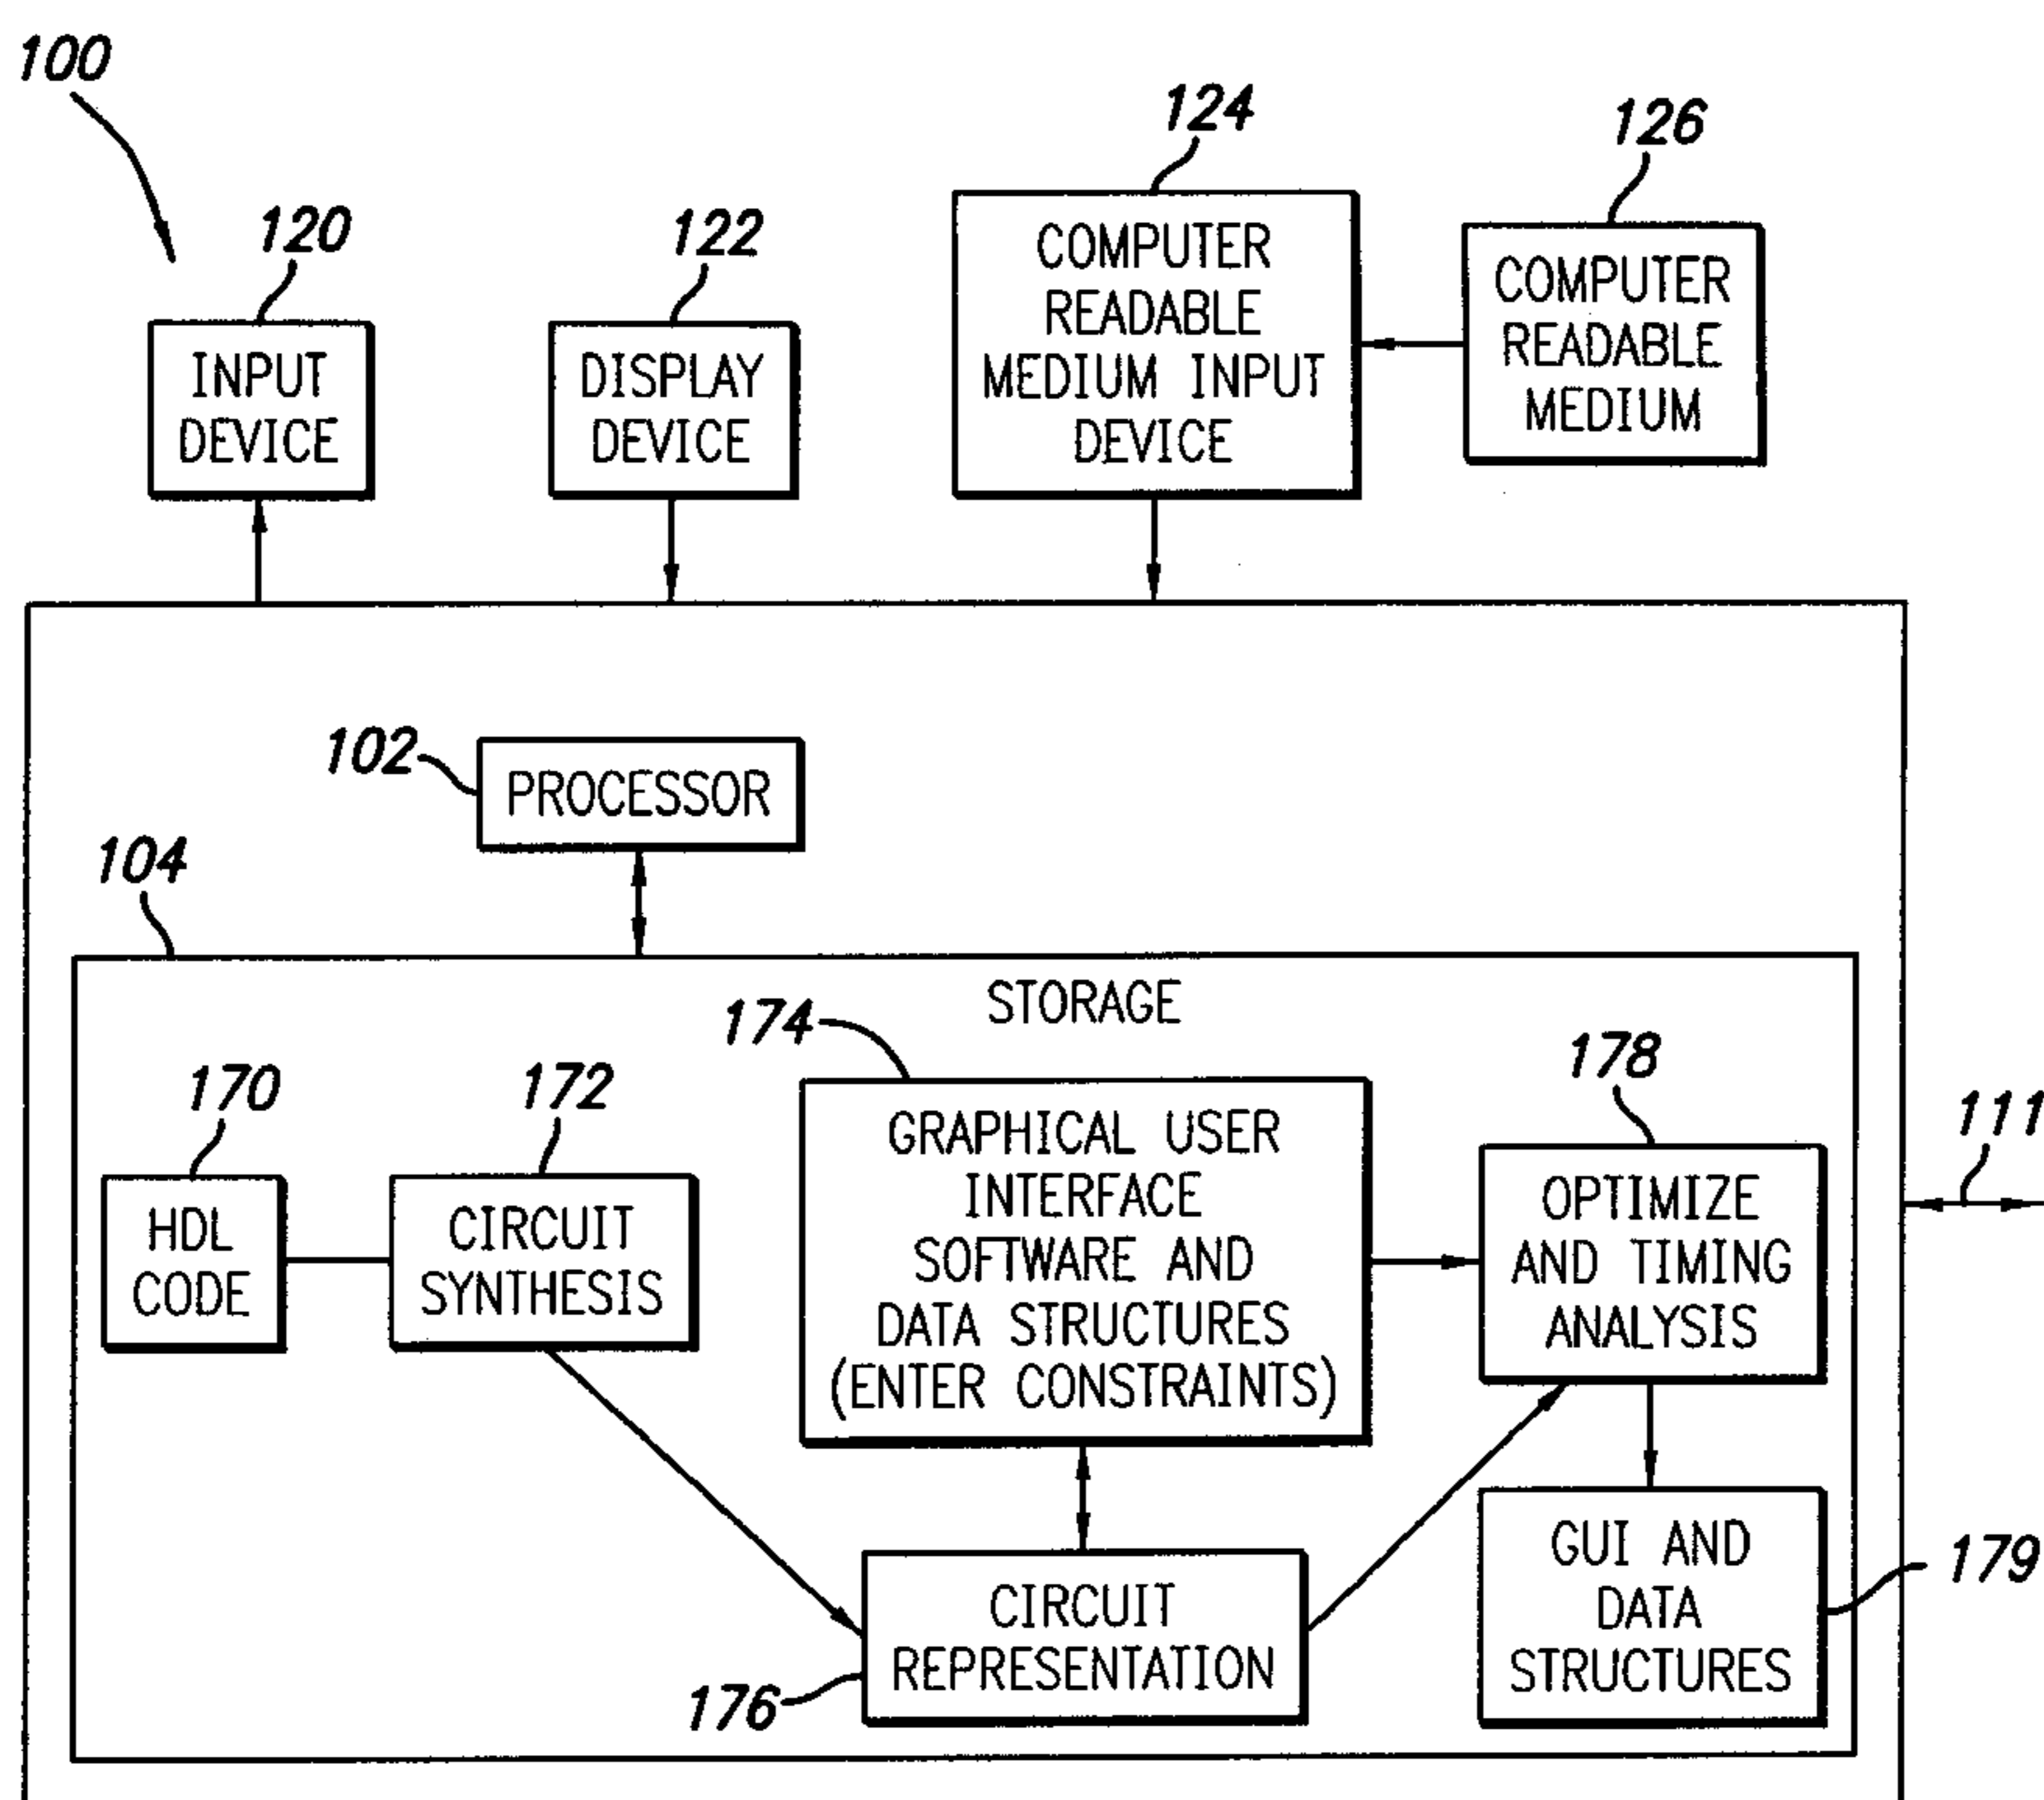 100
124
126
120
122
COMPUTER
READABLE
MEDIUM INPUT
DEVICE
COMPUTER
READABLE
MEDIUM
INPUT
DEVICE
DISPLAY
DEVICE
102
PROCESSOR
104
STORAGE
174
178
170
172
111
GRAPHICAL USER
INTERFACE
SOFTWARE AND
DATA STRUCTURES
(ENTER CONSTRAINTS)
OPTIMIZE
AND TIMING
ANALYSIS
HDL
CODE
CIRCUIT
SYNTHESIS
CIRCUIT
REPRESENTATION
176
GUI AND
DATA
STRUCTURES
179